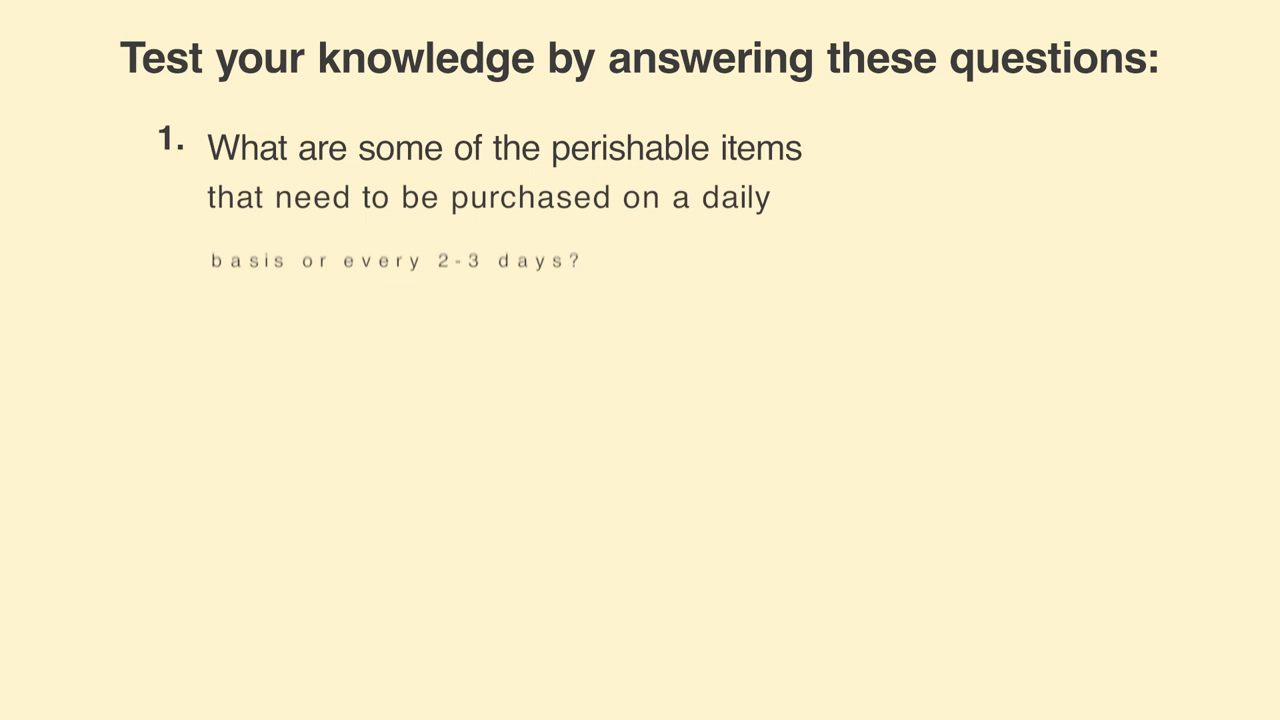 Test your knowledge by answering these questions:
1. What are some of the perishable items
that need to be purchased on a daily
basis or every 2-3 days?